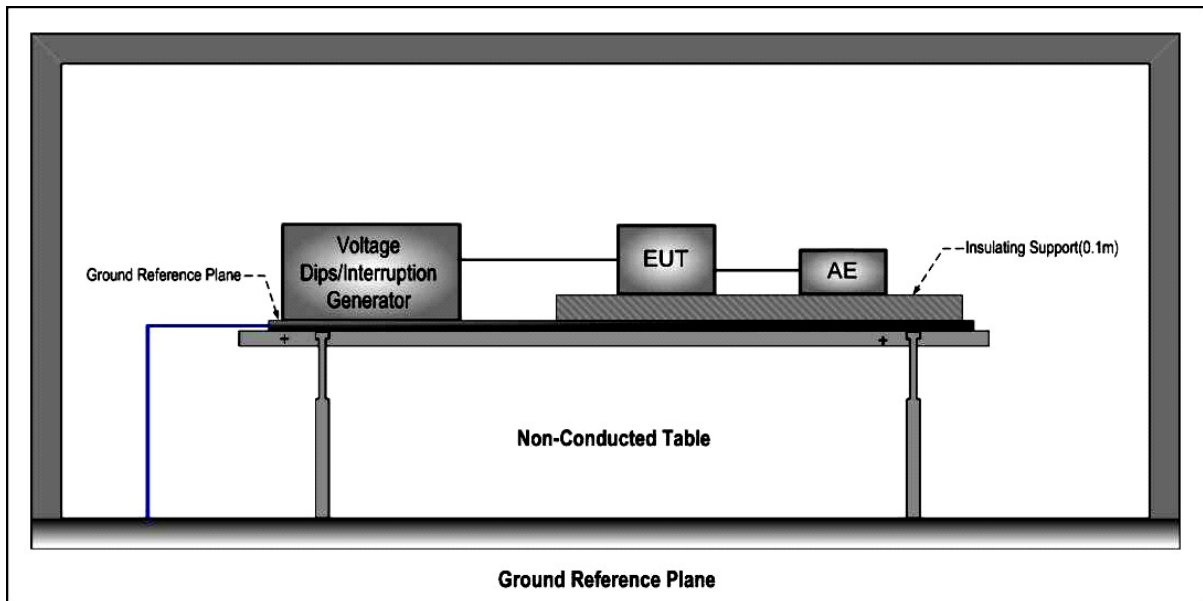 Voltage
Dips/Interruption
Generator
EUT
AE
Insulating Support(0.1m)
Ground Reference Plane
+
+
Non-Conducted Table
Ground Reference Plane